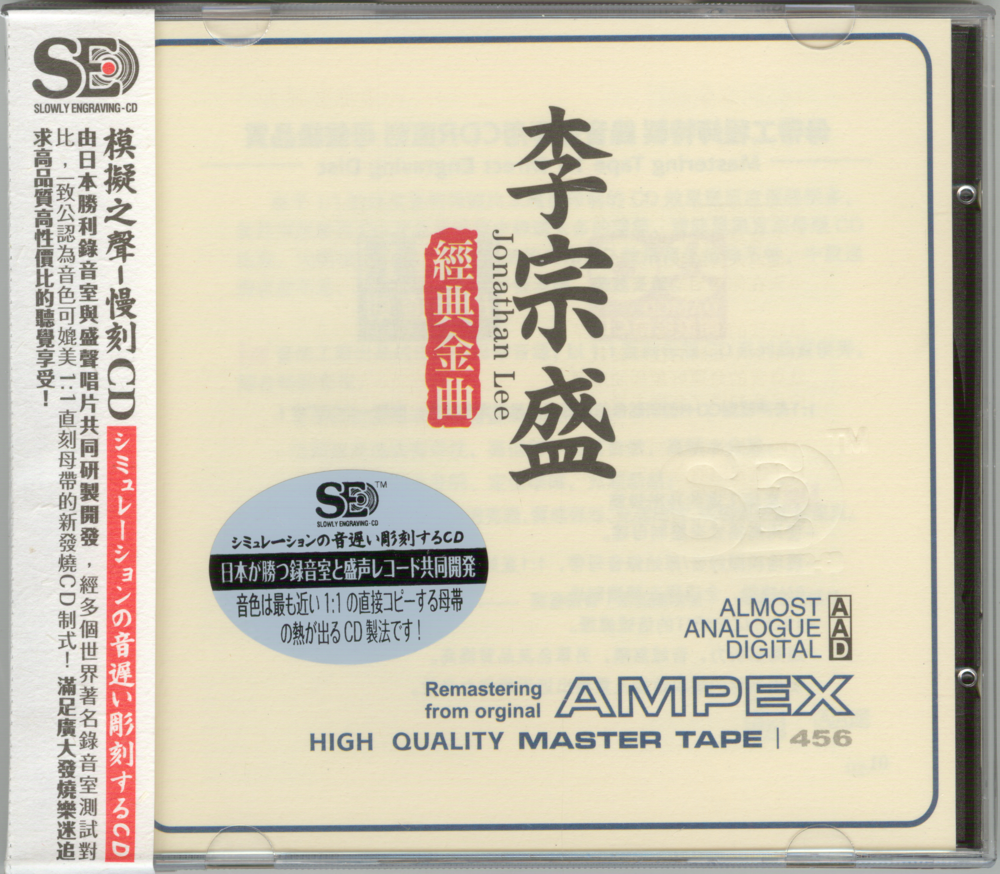 SE
SLOWLY ENGRAVING-CD
模擬之聲-慢刻CD シミュレーションの音遅い彫刻するCD
由日本勝利錄音室與盛聲唱片共同研製開發，經多個世界著名錄音室測試對
比，一致公認為音色可媲美1:1直刻母帶的新發燒CD制式！滿足廣大發燒樂迷追
求高品質高性價比的聽覺享受！
李宗盛
Jonathan Lee
經典金曲
SE TM
SLOWLY ENGRAVING-CD
シミュレーションの音遅い彫刻するCD
日本が勝つ録音室と盛声レコード共同開発
音色は最も近い1:1の直接コピーする母帯
の熱が出るCD製法です！
SE TM
ALMOST A
ANALOGUE A
DIGITAL D
Remastering
from orginal AMPEX
HIGH QUALITY MASTER TAPE | 456